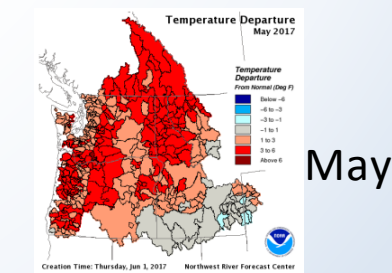 Temperature Departure
May 2017
Temperature
Departure
From Normal (Deg F)
Below -6
-6 to -3
-3 to -1
-1 to 1
1 to 3
3 to 6
Above 6
May
Creation Time: Thursday, Jun 1, 2017 Northwest River Forecast Center